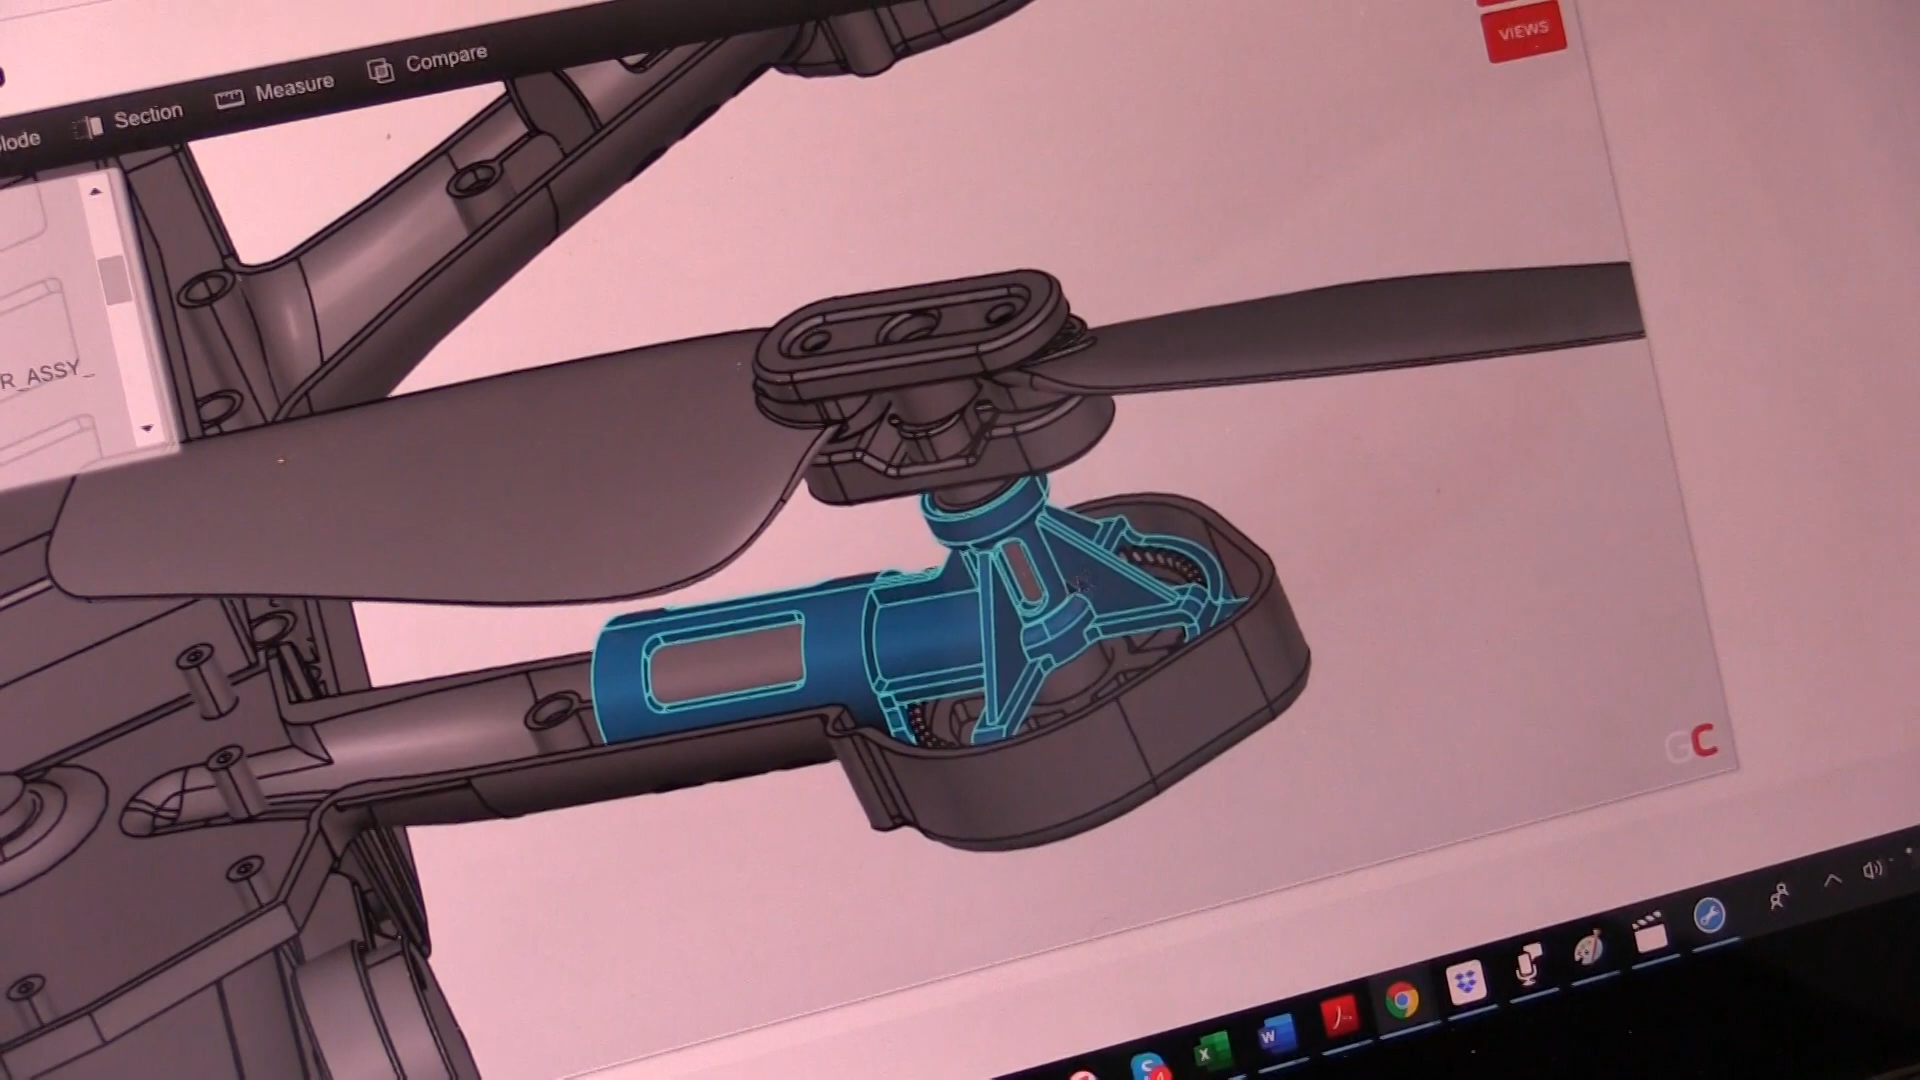 VIEWS
lode
Section
Measure
Compare
R_ASSY_
GC